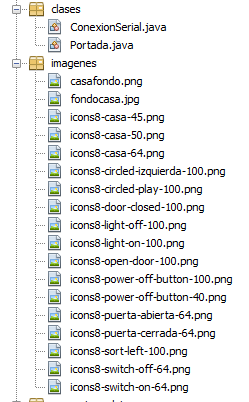 clases
ConexionSerial.java
Portada.java
imagenes
casafondo.png
fondocasa.jpg
icons8-casa-45.png
icons8-casa-50.png
icons8-casa-64.png
icons8-circled-izquierda-100.png
icons8-circled-play-100.png
icons8-door-closed-100.png
icons8-light-off-100.png
icons8-light-on-100.png
icons8-open-door-100.png
icons8-power-off-button-100.png
icons8-power-off-button-40.png
icons8-puerta-abierta-64.png
icons8-puerta-cerrada-64.png
icons8-sort-left-100.png
icons8-switch-off-64.png
icons8-switch-on-64.png